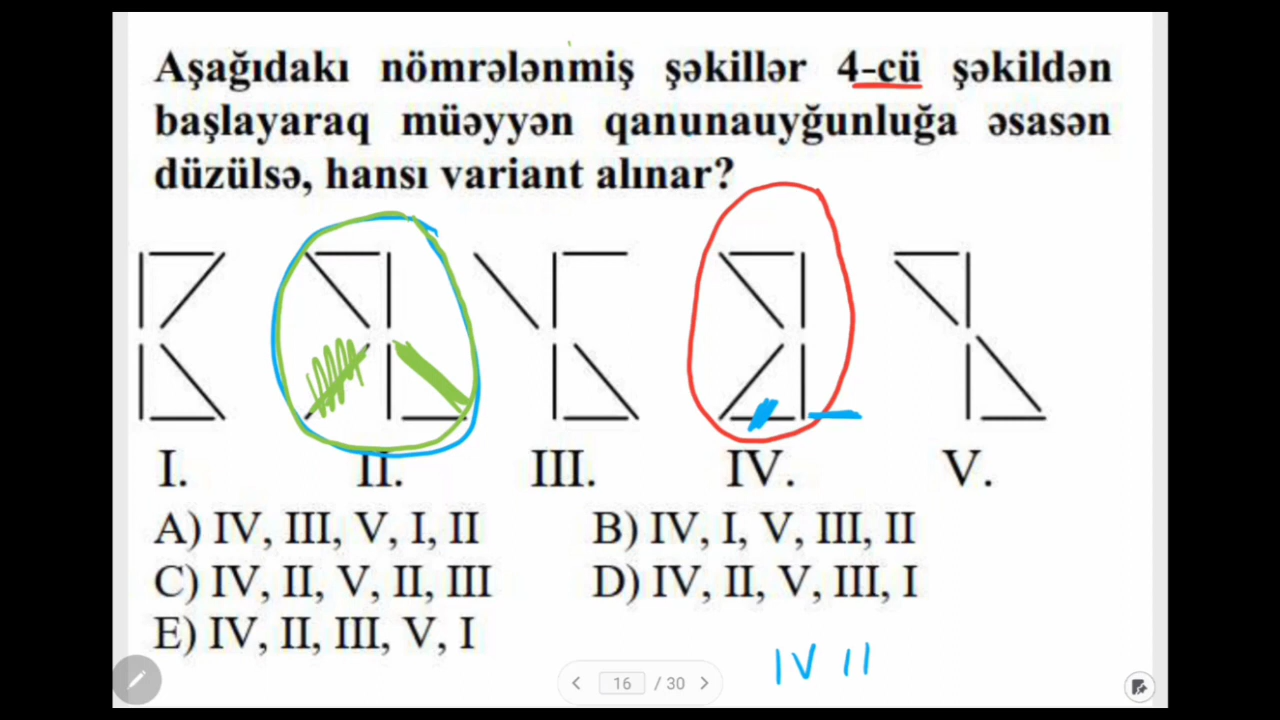 Aşağıdakı nömrələnmiş şəkillər 4-cü şəkildən
başlayaraq müəyyən qanunauyğunluğa əsasən
düzülsə, hansı variant alınar?
I. II. III. IV. V.
A) IV, III, V, I, II B) IV, I, V, III, II
C) IV, II, V, II, III D) IV, II, V, III, I
E) IV, II, III, V, I
IV II
16 / 30